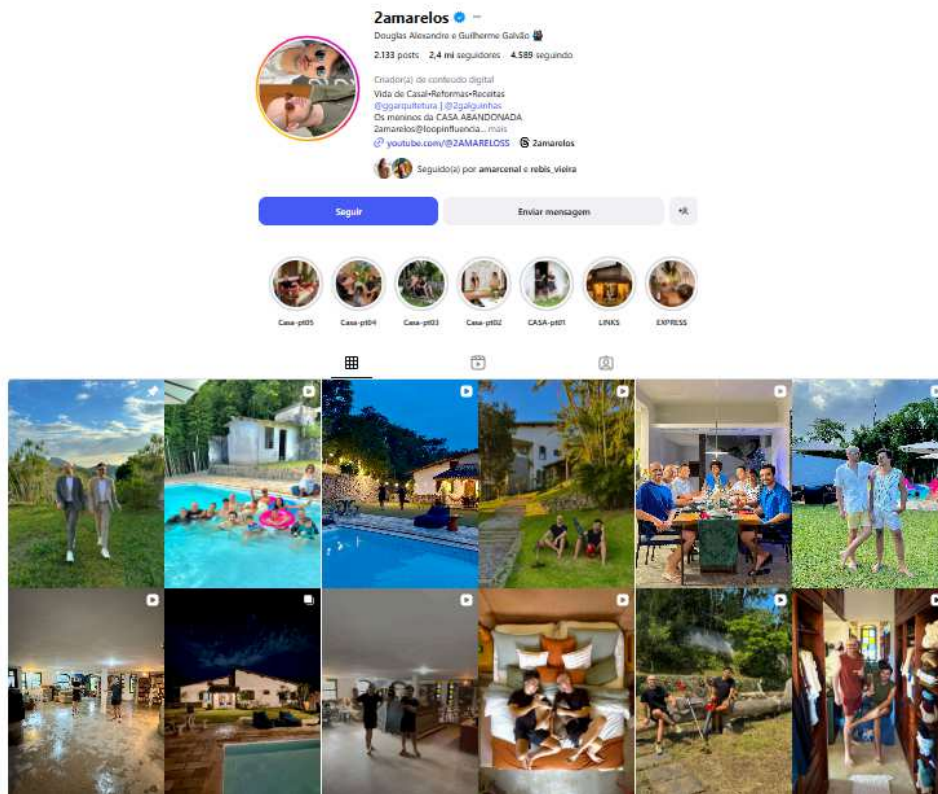 2amarelos
Douglas Alexandre e Guilherme Galvão
2.133 posts 2,4 mi seguidores 4.589 seguindo
Criador(a) de conteúdo digital
Vida de Casal•Reformas•Receitas
@ggarquitetura | @2galguinhas
Os meninos da CASA ABANDONADA
2amarelos@loopinfluencia... mais
youtube.com/@2AMARELOSS 2amarelos
Seguido(a) por amarcenal e rebis_vieira
Seguir Enviar mensagem
Casa-pt05 Casa-pt04 Casa-pt03 Casa-pt02 CASA-pt01 LINKS EXPRESS